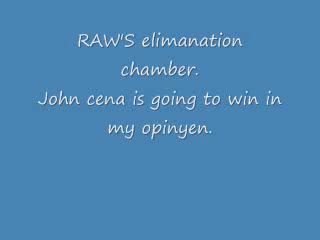 RAW'S elimanation
chamber.
John cena is going to win in
my opinyen.